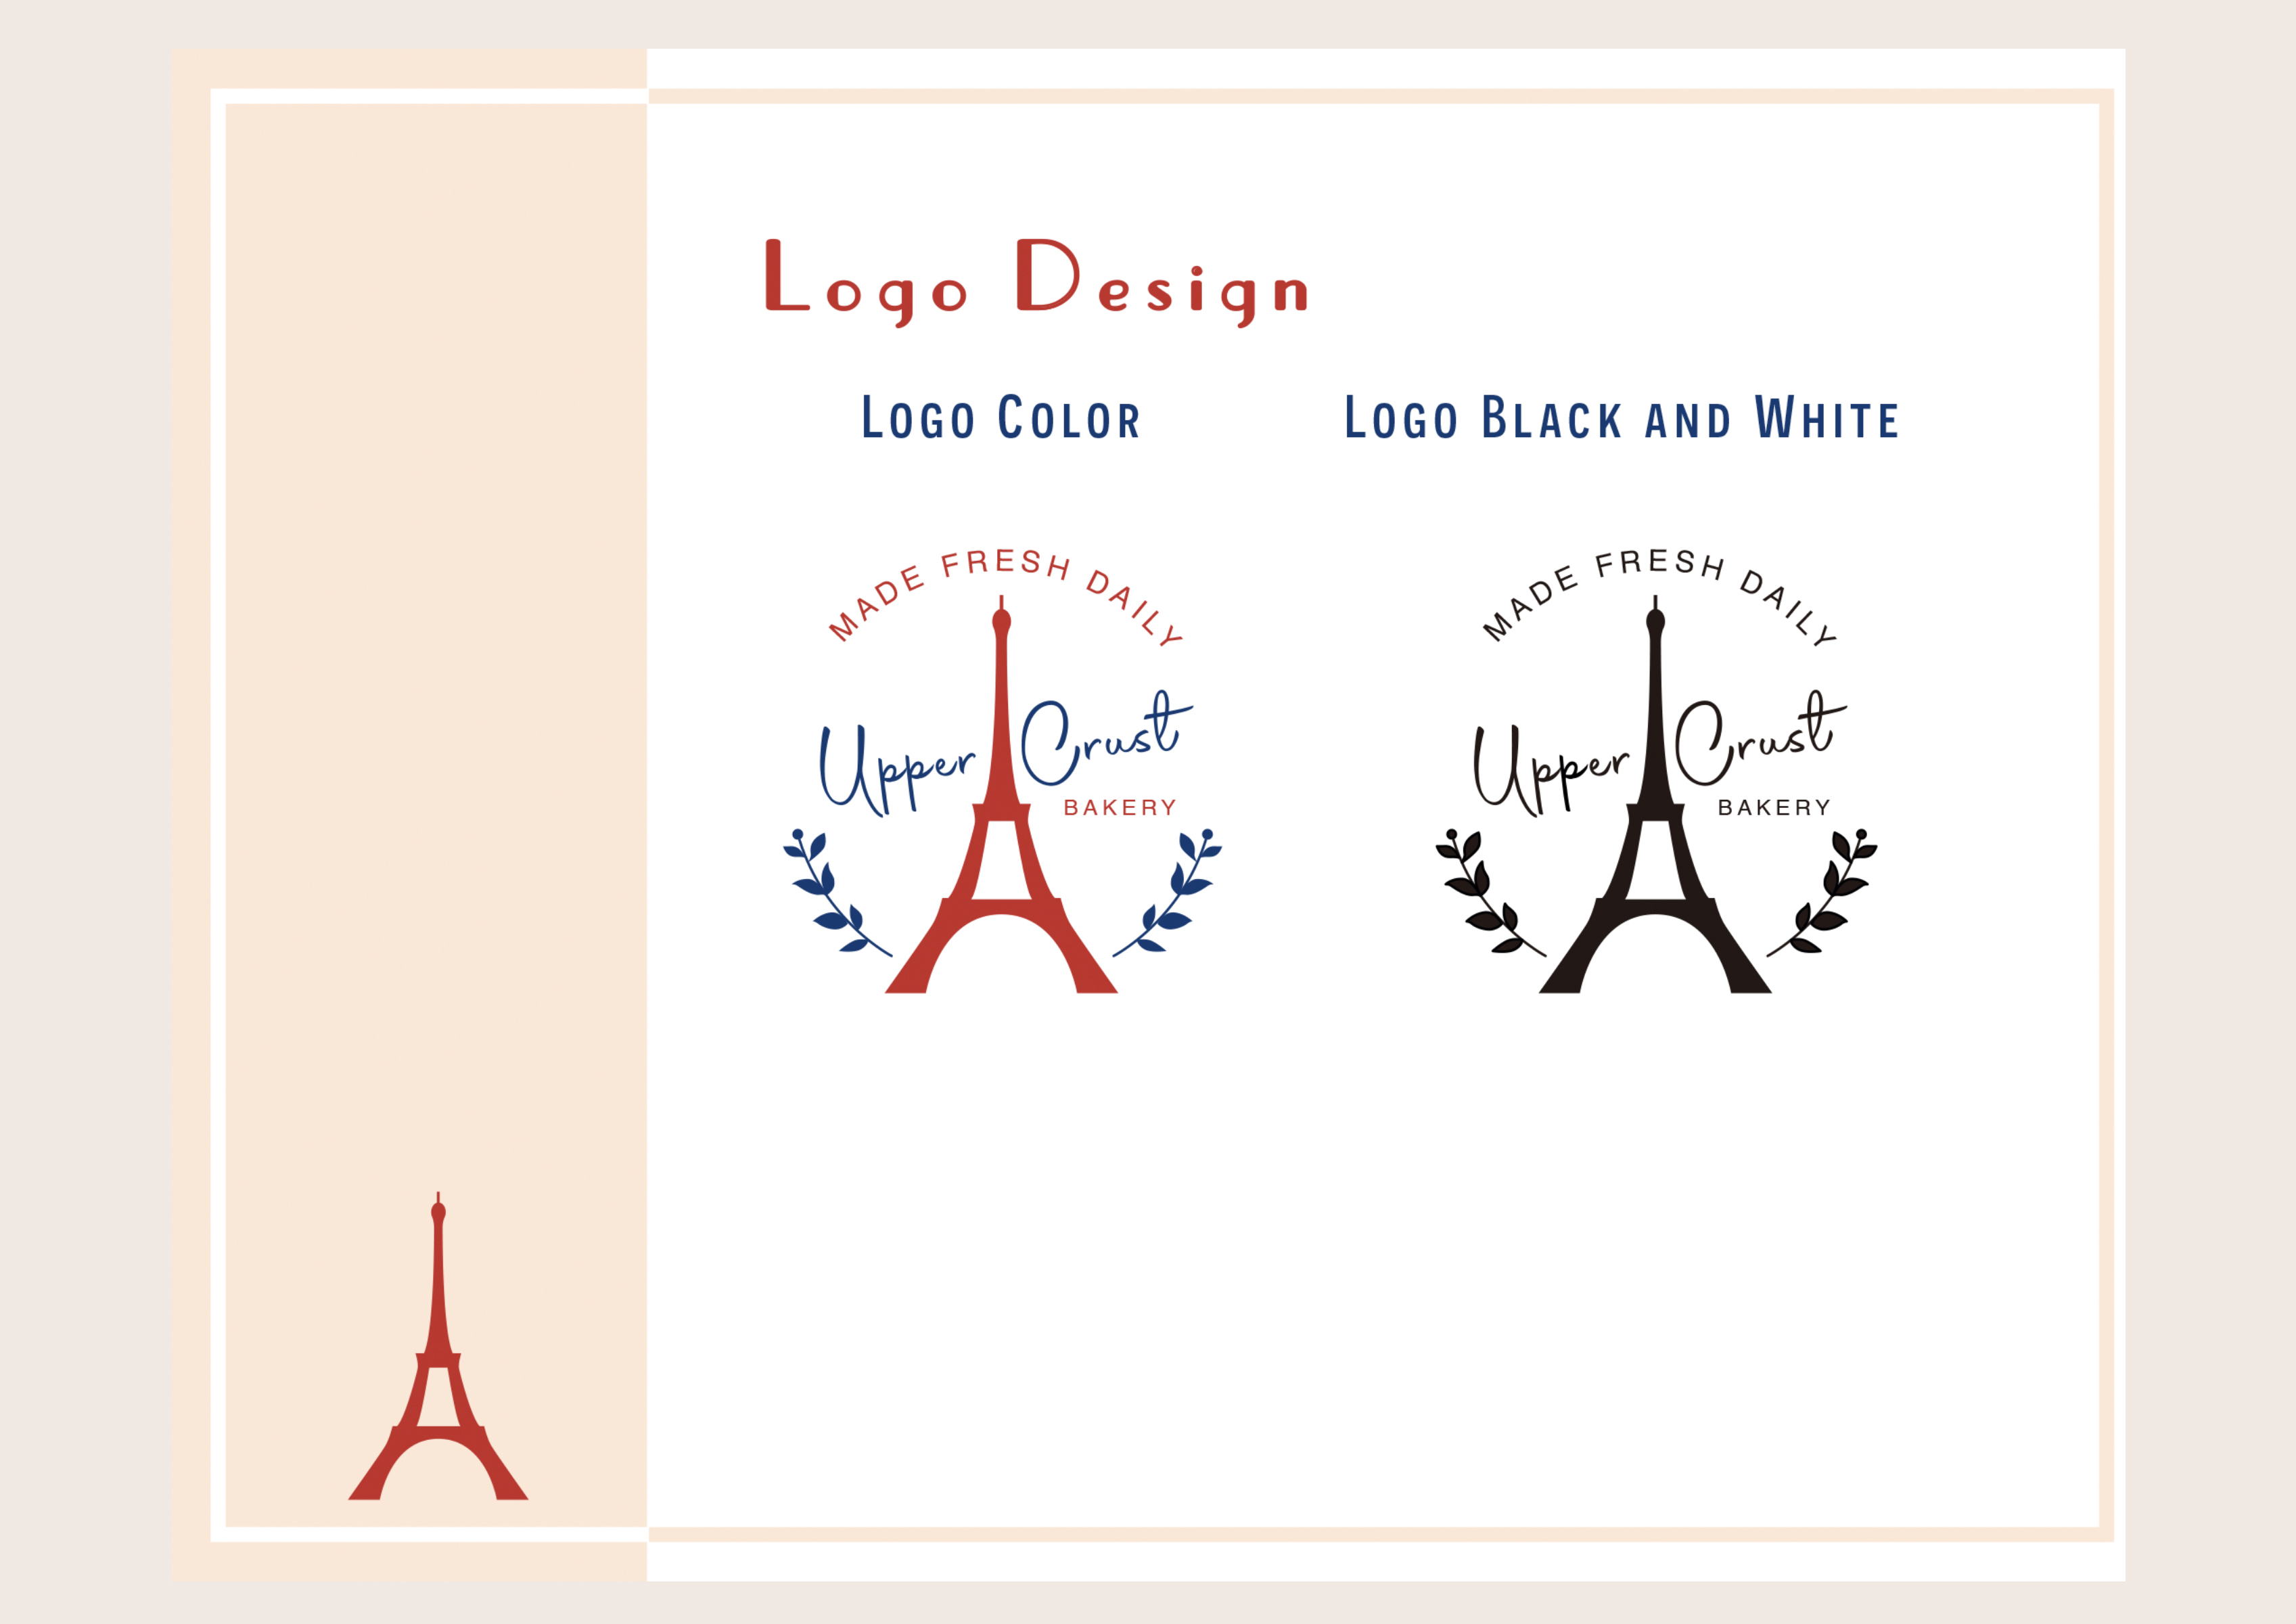 Logo Design
Logo Color
Logo Black and White
MADE FRESH DAILY
Upper Crust
BAKERY
MADE FRESH DAILY
Upper Crust
BAKERY